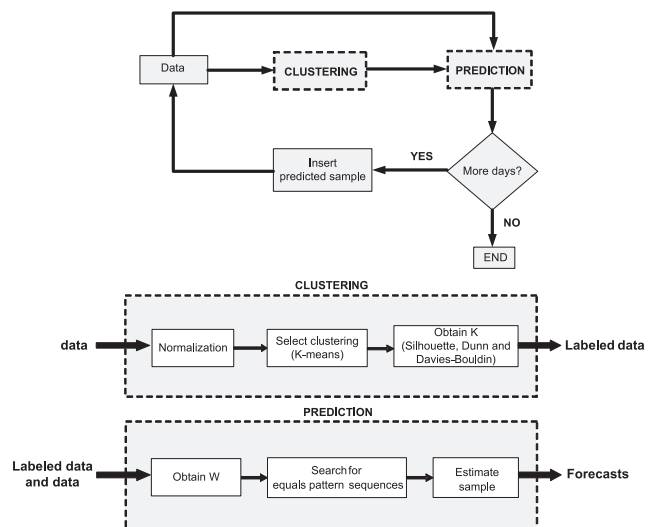 Data
CLUSTERING
PREDICTION
YES
Insert
predicted sample
More days?
NO
END
CLUSTERING
data
Normalization
Select clustering
(K-means)
Obtain K
(Silhouette, Dunn and
Davies-Bouldin)
Labeled data
PREDICTION
Labeled data
and data
Obtain W
Search for
equals pattern sequences
Estimate
sample
Forecasts